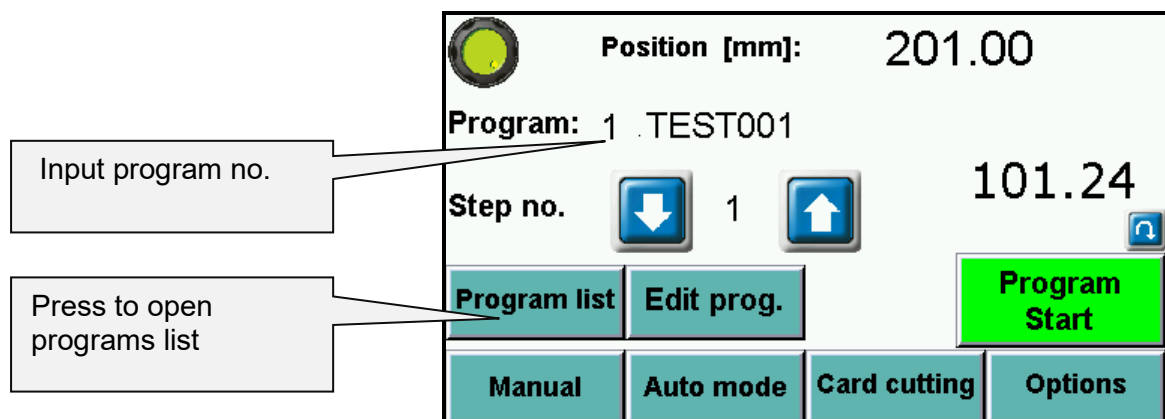 Position [mm]: 201.00
Program: 1 TEST001
Input program no.
Step no. 1 101.24
Press to open
programs list
Program list Edit prog. Program
Start
Manual Auto mode Card cutting Options